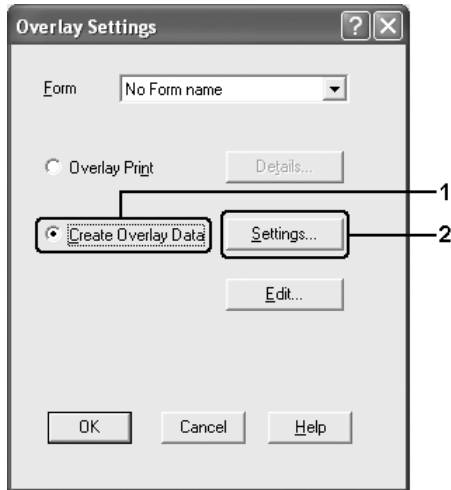 Overlay Settings
Form No Form name
Overlay Print Details...
1
Create Overlay Data Settings... 2
Edit...
OK Cancel Help